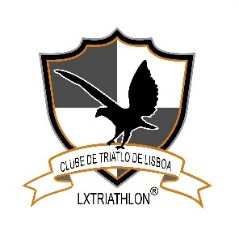 CLUBE DE TRIATLO DE LISBOA
LXTRIATHLON®